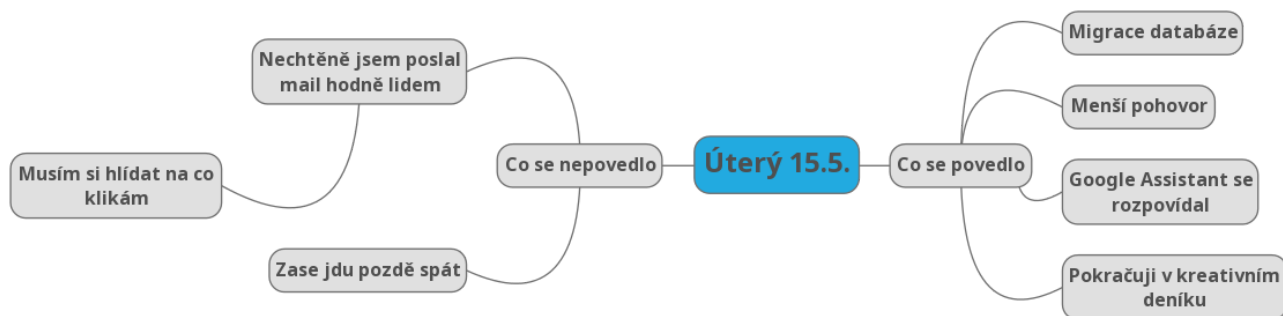 Nechtěně jsem poslal
mail hodně lidem
Musím si hlídat na co
klikám
Co se nepovedlo
Zase jdu pozdě spát
Úterý 15.5.
Co se povedlo
Migrace databáze
Menší pohovor
Google Assistant se
rozpovídal
Pokračuji v kreativním
deníku